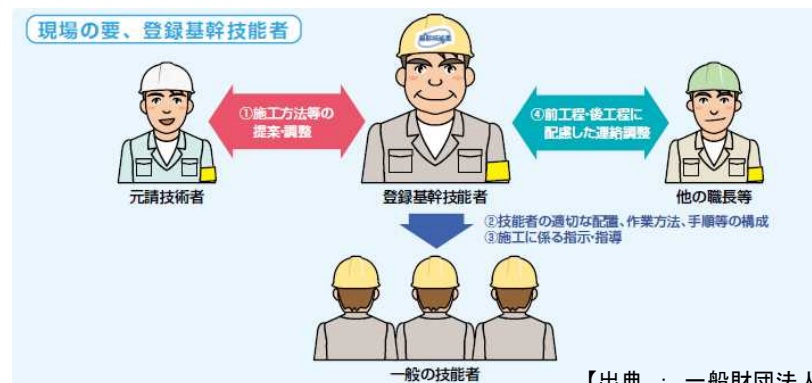 現場の要、登録基幹技能者
①施工方法等の
提案・調整
④前工程・後工程に
配慮した連絡調整
元請技術者
登録基幹技能者
他の職長等
②技能者の適切な配置、作業方法、手順等の構成
③施工に係る指示・指導
一般の技能者
【出典 : 一般財団法人